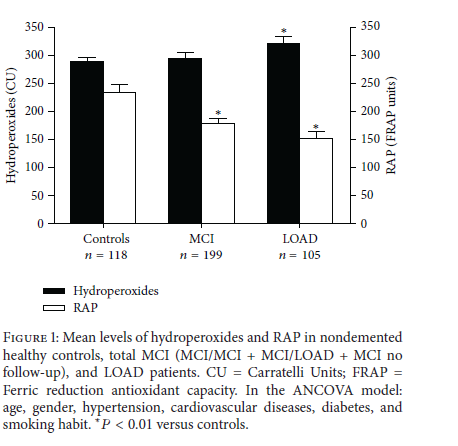 350
300
250
200
150
100
50
0
Hydroperoxides (CU)
*
*
*
350
300
250
200
150
100
50
0
RAP (FRAP units)
Controls
n = 118
MCI
n = 199
LOAD
n = 105
Hydroperoxides
RAP
Figure 1: Mean levels of hydroperoxides and RAP in nondemented
healthy controls, total MCI (MCI/MCI + MCI/LOAD + MCI no
follow-up), and LOAD patients. CU = Carratelli Units; FRAP =
Ferric reduction antioxidant capacity. In the ANCOVA model:
age, gender, hypertension, cardiovascular diseases, diabetes, and
smoking habit. *P < 0.01 versus controls.